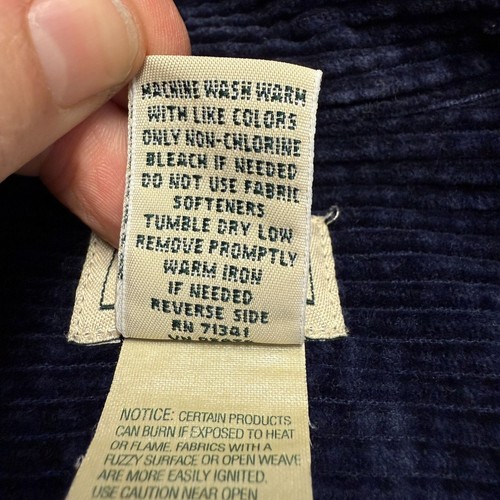 MACHINE WASH WARM
WITH LIKE COLORS
ONLY NON-CHLORINE
BLEACH IF NEEDED
DO NOT USE FABRIC
SOFTENERS
TUMBLE DRY LOW
REMOVE PROMPTLY
WARM IRON
IF NEEDED
REVERSE SIDE
RN 71341
NOTICE: CERTAIN PRODUCTS
CAN BURN IF EXPOSED TO HEAT
OR FLAME. FABRICS WITH A
FUZZY SURFACE OR OPEN WEAVE
ARE MORE EASILY IGNITED.
USE CAUTION NEAR OPEN